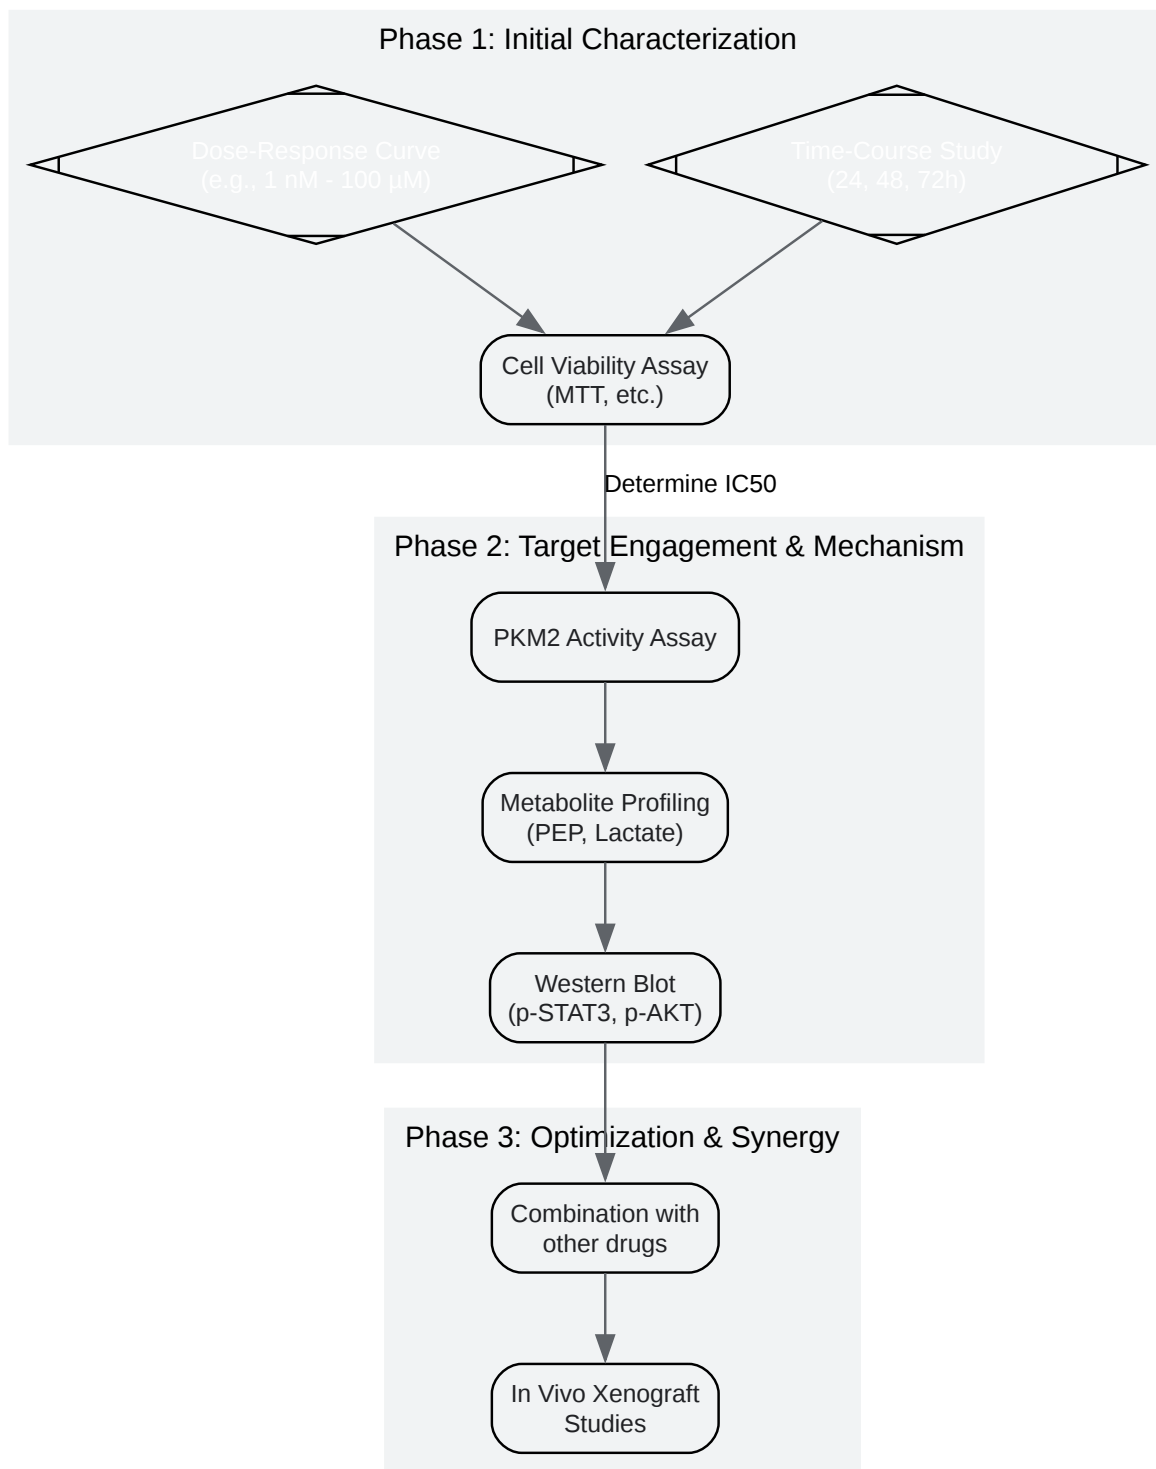 Phase 1: Initial Characterization
Dose-Response Curve
(e.g., 1 nM - 100 µM)
Time-Course Study
(24, 48, 72h)
Cell Viability Assay
(MTT, etc.)
Determine IC50
Phase 2: Target Engagement & Mechanism
PKM2 Activity Assay
Metabolite Profiling
(PEP, Lactate)
Western Blot
(p-STAT3, p-AKT)
Phase 3: Optimization & Synergy
Combination with
other drugs
In Vivo Xenograft
Studies